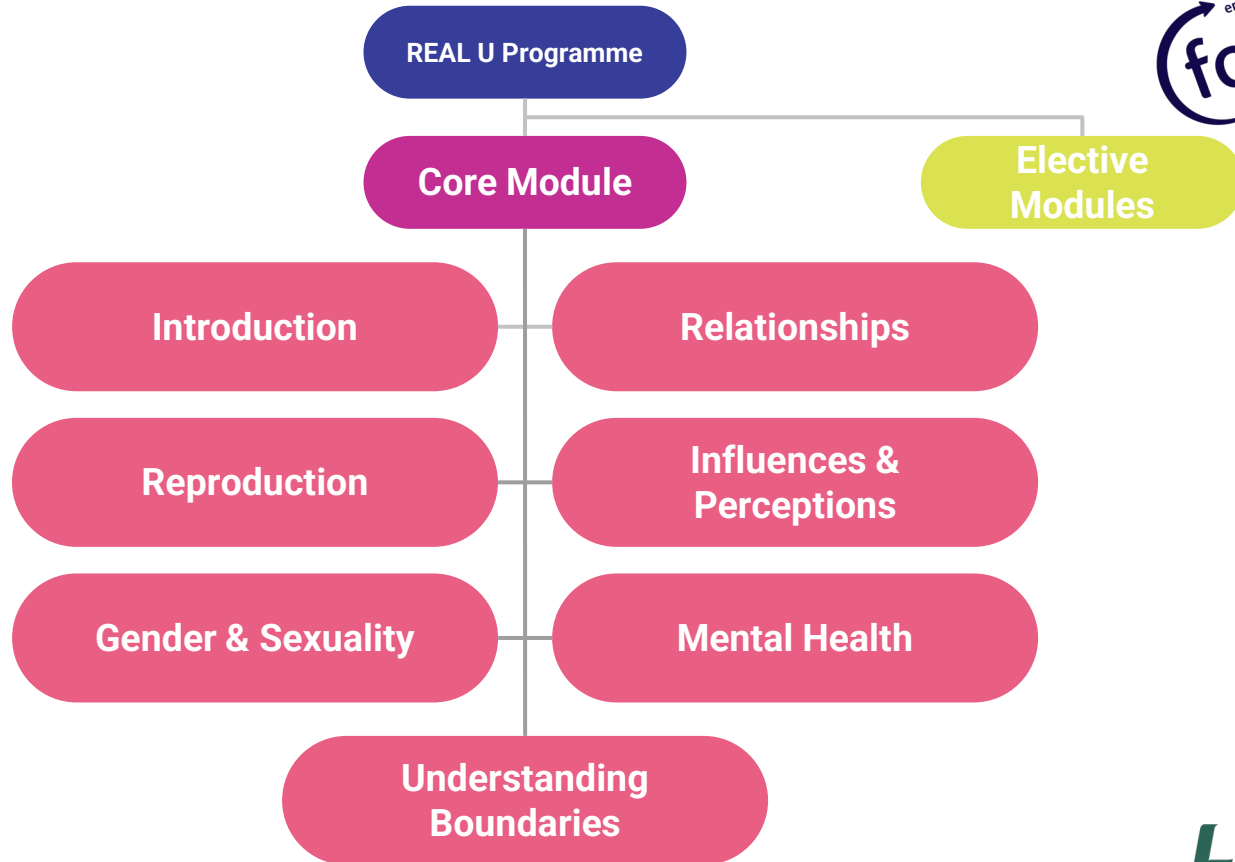 REAL U Programme
Core Module
Elective
Modules
Introduction
Relationships
Reproduction
Influences &
Perceptions
Gender & Sexuality
Mental Health
Understanding
Boundaries